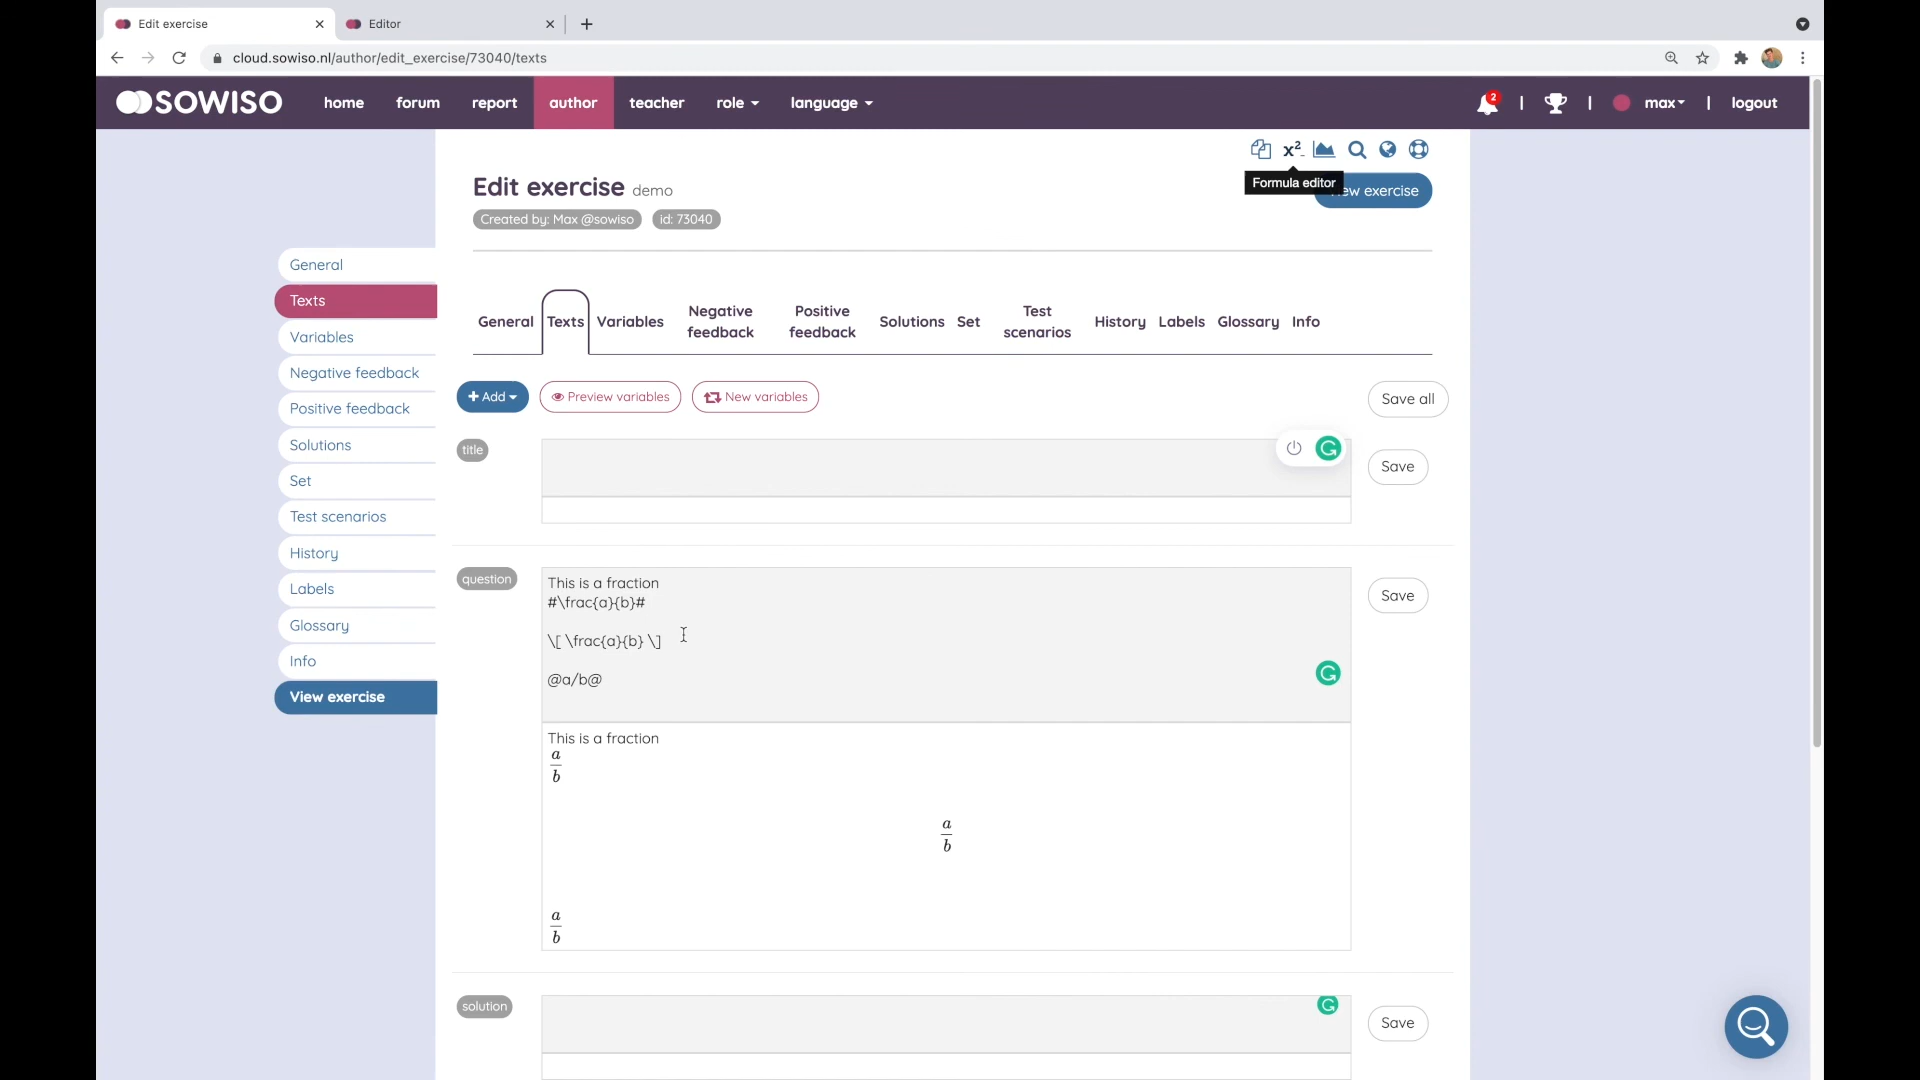 Edit exercise
Editor
cloud.sowiso.nl/author/edit_exercise/73040/texts
SOWISO
home
forum
report
author
teacher
role
language
2
max
logout
x²
Formula editor
Edit exercise demo
ew exercise
Created by: Max @sowiso
id: 73040
General
Texts
Variables
Negative feedback
Positive feedback
Solutions
Set
Test scenarios
History
Labels
Glossary
Info
View exercise
General
Texts
Variables
Negative
feedback
Positive
feedback
Solutions
Set
Test
scenarios
History
Labels
Glossary
Info
+ Add
Preview variables
New variables
Save all
title
Save
question
This is a fraction
#\frac{a}{b}#
\[ \frac{a}{b} \]
@a/b@
Save
This is a fraction
a
b
a
b
a
b
solution
Save